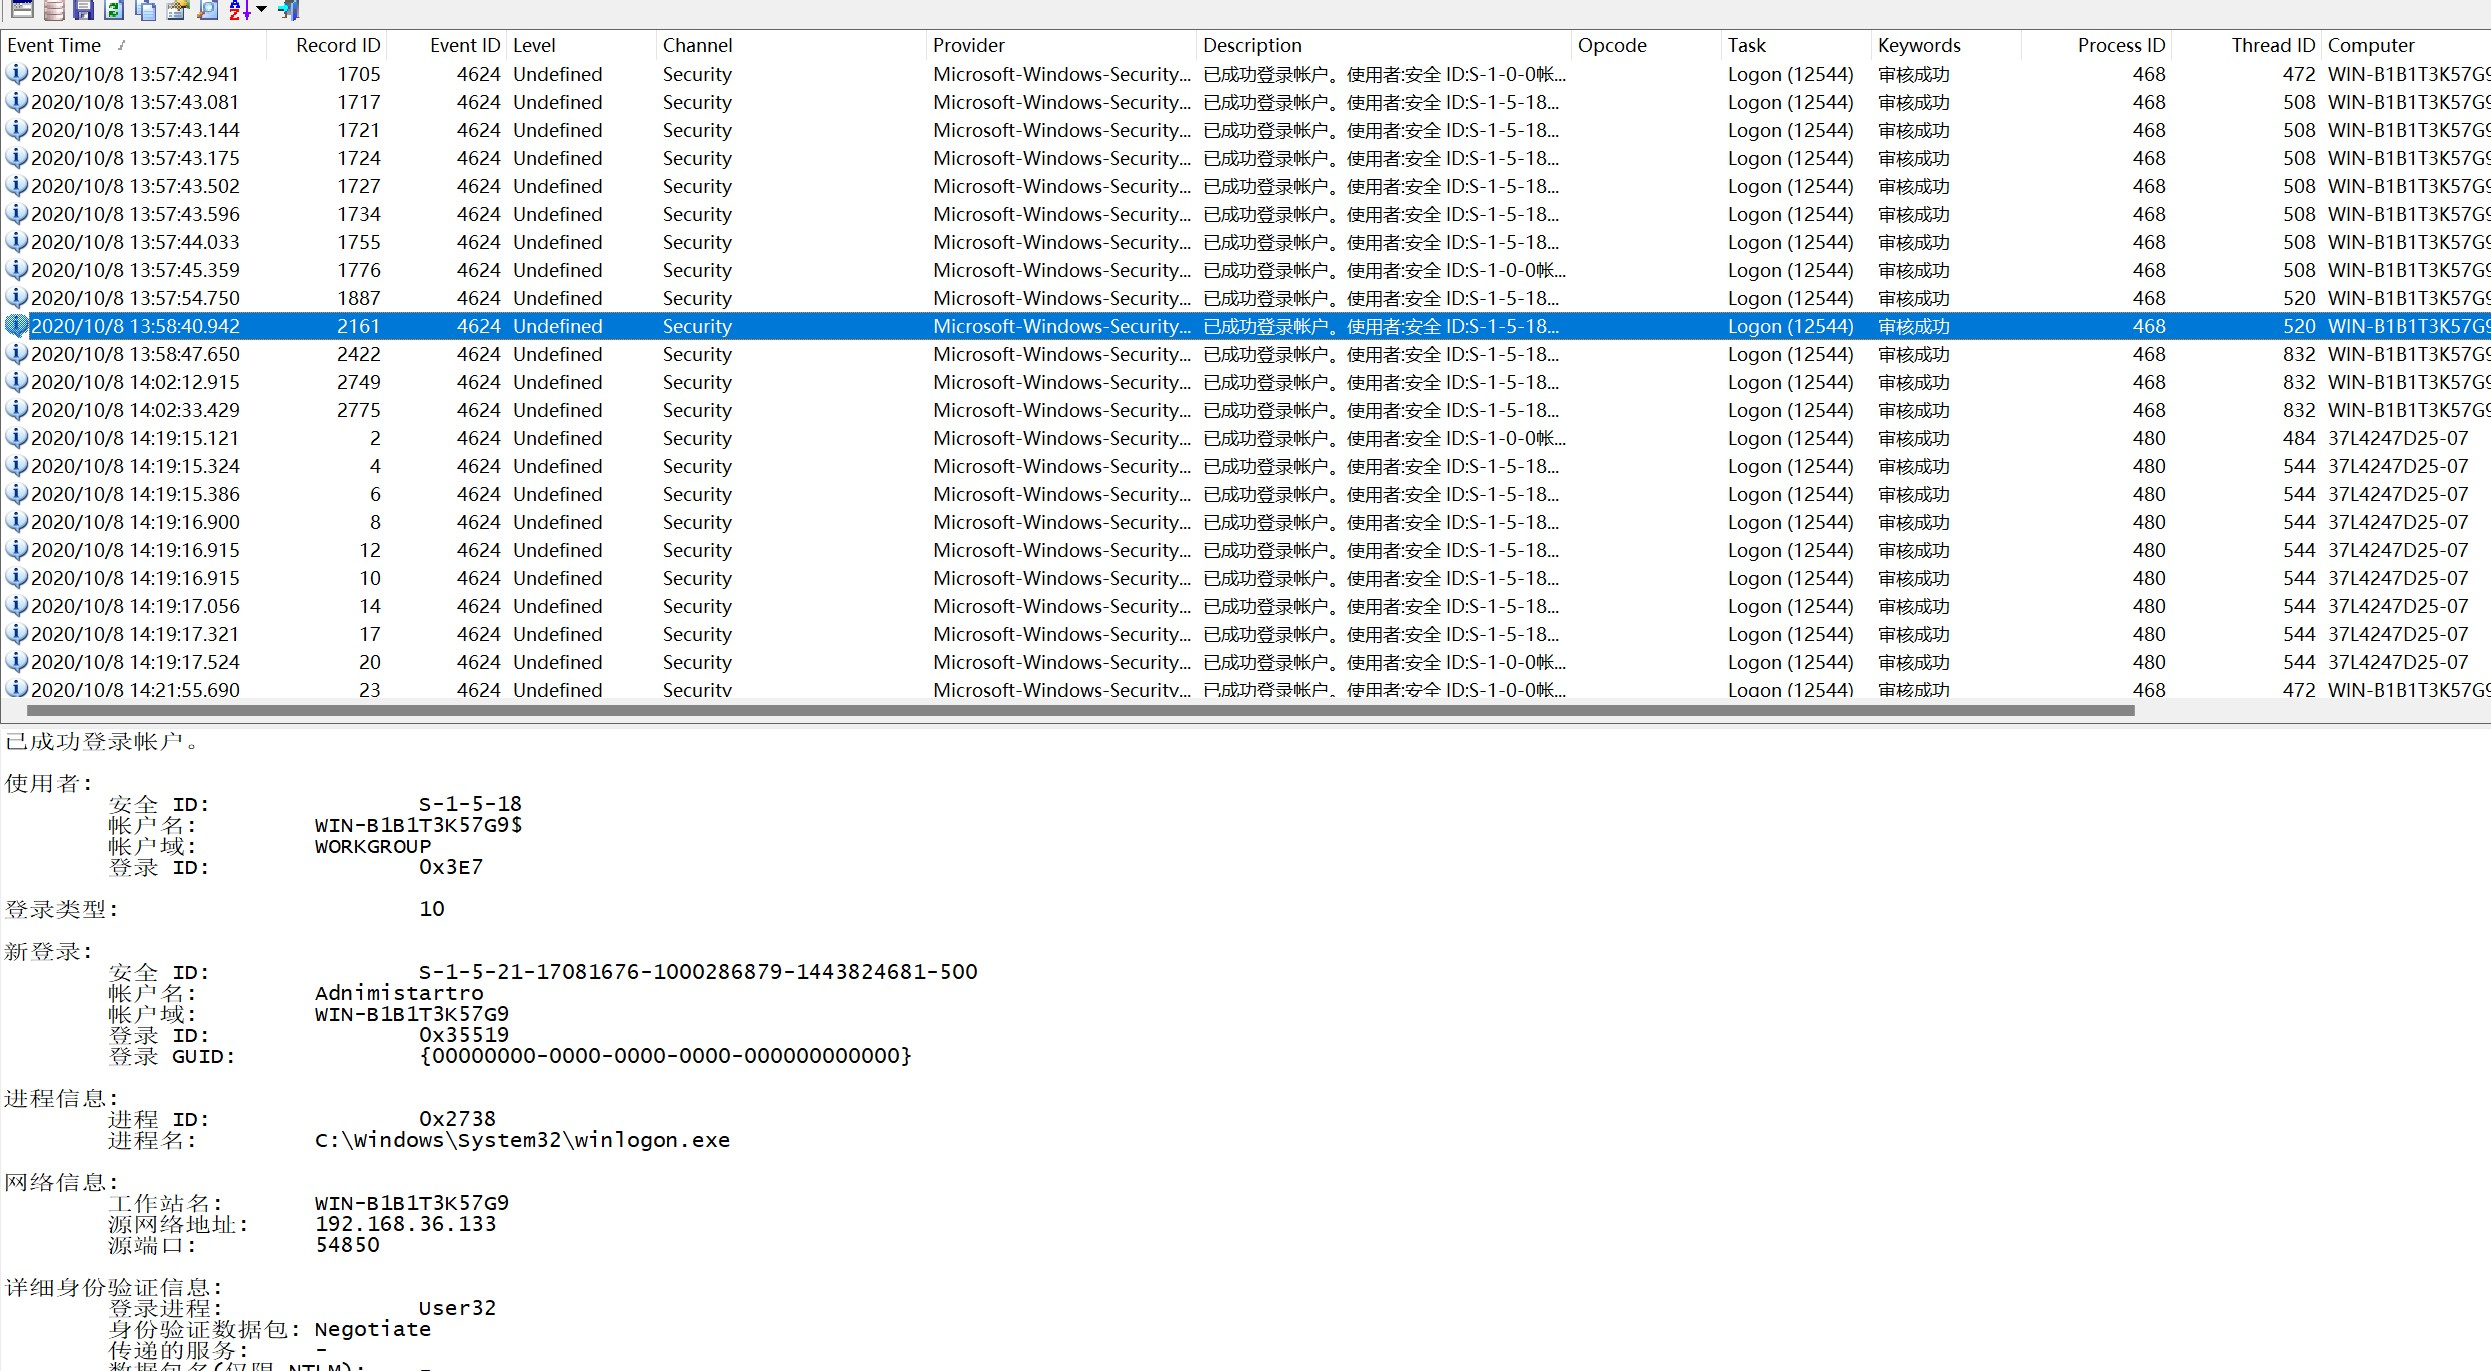 Event Time Record ID Event ID Level Channel Provider Description Opcode Task Keywords Process ID Thread ID Computer
2020/10/8 13:57:42.941 1705 4624 Undefined Security Microsoft-Windows-Security... 已成功登录帐户。使用者:安全 ID:S-1-0-0帐... Logon (12544) 审核成功 468 472 WIN-B1B1T3K57G9
2020/10/8 13:57:43.081 1717 4624 Undefined Security Microsoft-Windows-Security... 已成功登录帐户。使用者:安全 ID:S-1-5-18... Logon (12544) 审核成功 468 508 WIN-B1B1T3K57G9
2020/10/8 13:57:43.144 1721 4624 Undefined Security Microsoft-Windows-Security... 已成功登录帐户。使用者:安全 ID:S-1-5-18... Logon (12544) 审核成功 468 508 WIN-B1B1T3K57G9
2020/10/8 13:57:43.175 1724 4624 Undefined Security Microsoft-Windows-Security... 已成功登录帐户。使用者:安全 ID:S-1-5-18... Logon (12544) 审核成功 468 508 WIN-B1B1T3K57G9
2020/10/8 13:57:43.502 1727 4624 Undefined Security Microsoft-Windows-Security... 已成功登录帐户。使用者:安全 ID:S-1-5-18... Logon (12544) 审核成功 468 508 WIN-B1B1T3K57G9
2020/10/8 13:57:43.596 1734 4624 Undefined Security Microsoft-Windows-Security... 已成功登录帐户。使用者:安全 ID:S-1-5-18... Logon (12544) 审核成功 468 508 WIN-B1B1T3K57G9
2020/10/8 13:57:44.033 1755 4624 Undefined Security Microsoft-Windows-Security... 已成功登录帐户。使用者:安全 ID:S-1-5-18... Logon (12544) 审核成功 468 508 WIN-B1B1T3K57G9
2020/10/8 13:57:45.359 1776 4624 Undefined Security Microsoft-Windows-Security... 已成功登录帐户。使用者:安全 ID:S-1-0-0帐... Logon (12544) 审核成功 468 508 WIN-B1B1T3K57G9
2020/10/8 13:57:54.750 1887 4624 Undefined Security Microsoft-Windows-Security... 已成功登录帐户。使用者:安全 ID:S-1-5-18... Logon (12544) 审核成功 468 520 WIN-B1B1T3K57G9
2020/10/8 13:58:40.942 2161 4624 Undefined Security Microsoft-Windows-Security... 已成功登录帐户。使用者:安全 ID:S-1-5-18... Logon (12544) 审核成功 468 520 WIN-B1B1T3K57G9
2020/10/8 13:58:47.650 2422 4624 Undefined Security Microsoft-Windows-Security... 已成功登录帐户。使用者:安全 ID:S-1-5-18... Logon (12544) 审核成功 468 832 WIN-B1B1T3K57G9
2020/10/8 14:02:12.915 2749 4624 Undefined Security Microsoft-Windows-Security... 已成功登录帐户。使用者:安全 ID:S-1-5-18... Logon (12544) 审核成功 468 832 WIN-B1B1T3K57G9
2020/10/8 14:02:33.429 2775 4624 Undefined Security Microsoft-Windows-Security... 已成功登录帐户。使用者:安全 ID:S-1-5-18... Logon (12544) 审核成功 468 832 WIN-B1B1T3K57G9
2020/10/8 14:19:15.121 2 4624 Undefined Security Microsoft-Windows-Security... 已成功登录帐户。使用者:安全 ID:S-1-0-0帐... Logon (12544) 审核成功 480 484 37L4247D25-07
2020/10/8 14:19:15.324 4 4624 Undefined Security Microsoft-Windows-Security... 已成功登录帐户。使用者:安全 ID:S-1-5-18... Logon (12544) 审核成功 480 544 37L4247D25-07
2020/10/8 14:19:15.386 6 4624 Undefined Security Microsoft-Windows-Security... 已成功登录帐户。使用者:安全 ID:S-1-5-18... Logon (12544) 审核成功 480 544 37L4247D25-07
2020/10/8 14:19:16.900 8 4624 Undefined Security Microsoft-Windows-Security... 已成功登录帐户。使用者:安全 ID:S-1-5-18... Logon (12544) 审核成功 480 544 37L4247D25-07
2020/10/8 14:19:16.915 12 4624 Undefined Security Microsoft-Windows-Security... 已成功登录帐户。使用者:安全 ID:S-1-5-18... Logon (12544) 审核成功 480 544 37L4247D25-07
2020/10/8 14:19:16.915 10 4624 Undefined Security Microsoft-Windows-Security... 已成功登录帐户。使用者:安全 ID:S-1-5-18... Logon (12544) 审核成功 480 544 37L4247D25-07
2020/10/8 14:19:17.056 14 4624 Undefined Security Microsoft-Windows-Security... 已成功登录帐户。使用者:安全 ID:S-1-5-18... Logon (12544) 审核成功 480 544 37L4247D25-07
2020/10/8 14:19:17.321 17 4624 Undefined Security Microsoft-Windows-Security... 已成功登录帐户。使用者:安全 ID:S-1-5-18... Logon (12544) 审核成功 480 544 37L4247D25-07
2020/10/8 14:19:17.524 20 4624 Undefined Security Microsoft-Windows-Security... 已成功登录帐户。使用者:安全 ID:S-1-0-0帐... Logon (12544) 审核成功 480 544 37L4247D25-07
2020/10/8 14:21:55.690 23 4624 Undefined Security Microsoft-Windows-Security... 已成功登录帐户。使用者:安全 ID:S-1-0-0帐... Logon (12544) 审核成功 468 472 WIN-B1B1T3K57G9
已成功登录帐户。
使用者:
安全 ID: S-1-5-18
帐户名: WIN-B1B1T3K57G9$
帐户域: WORKGROUP
登录 ID: 0x3E7
登录类型: 10
新登录:
安全 ID: S-1-5-21-17081676-1000286879-1443824681-500
帐户名: Adnimistartro
帐户域: WIN-B1B1T3K57G9
登录 ID: 0x35519
登录 GUID: {00000000-0000-0000-0000-000000000000}
进程信息:
进程 ID: 0x2738
进程名: C:\Windows\System32\winlogon.exe
网络信息:
工作站名: WIN-B1B1T3K57G9
源网络地址: 192.168.36.133
源端口: 54850
详细身份验证信息:
登录进程: User32
身份验证数据包: Negotiate
传递的服务: -
数据包名(仅限 NTLM): -